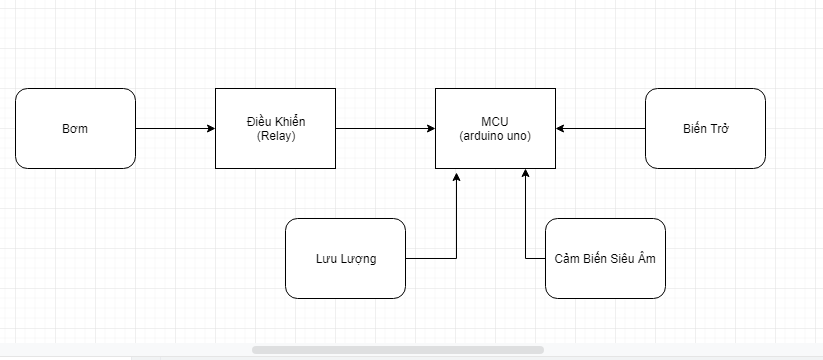 Bơm
Điều Khiển
(Relay)
MCU
(arduino uno)
Biến Trở
Lưu Lượng
Cảm Biến Siêu Âm